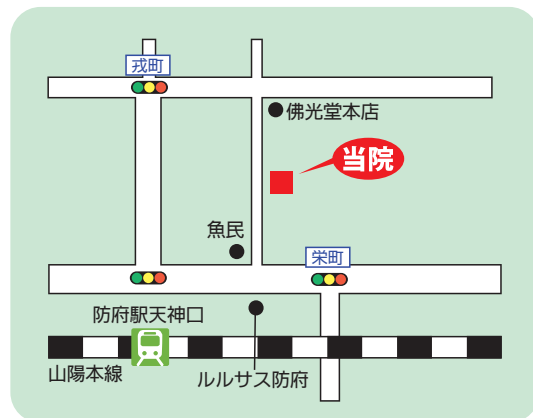 戎町
佛光堂本店
当院
魚民
栄町
防府駅天神口
山陽本線
ルルサス防府